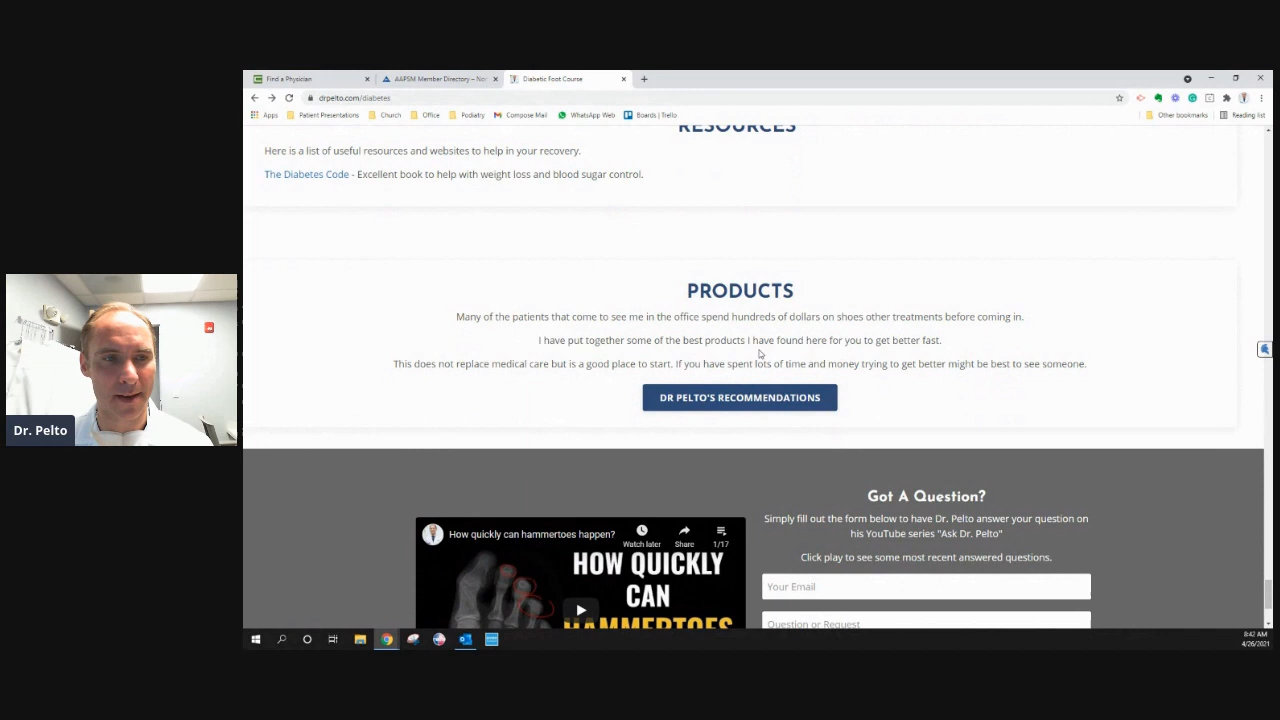 Find a Physician
AAPSM Member Directory – No
Diabetic Foot Course
drpelto.com/diabetes
Apps
Patient Presentations
Church
Office
Podiatry
Compose Mail
WhatsApp Web
Boards | Trello
Other bookmarks
Reading list
RESOURCES
Here is a list of useful resources and websites to help in your recovery.
The Diabetes Code - Excellent book to help with weight loss and blood sugar control.
PRODUCTS
Many of the patients that come to see me in the office spend hundreds of dollars on shoes other treatments before coming in.
I have put together some of the best products I have found here for you to get better fast.
This does not replace medical care but is a good place to start. If you have spent lots of time and money trying to get better might be best to see someone.
DR PELTO'S RECOMMENDATIONS
Dr. Pelto
Got A Question?
Simply fill out the form below to have Dr. Pelto answer your question on
his YouTube series "Ask Dr. Pelto"
Click play to see some most recent answered questions.
Your Email
Question or Request
How quickly can hammertoes happen?
Watch later
Share
1/17
HOW QUICKLY
CAN
HAMMERTOES
8:42 AM
4/26/2021